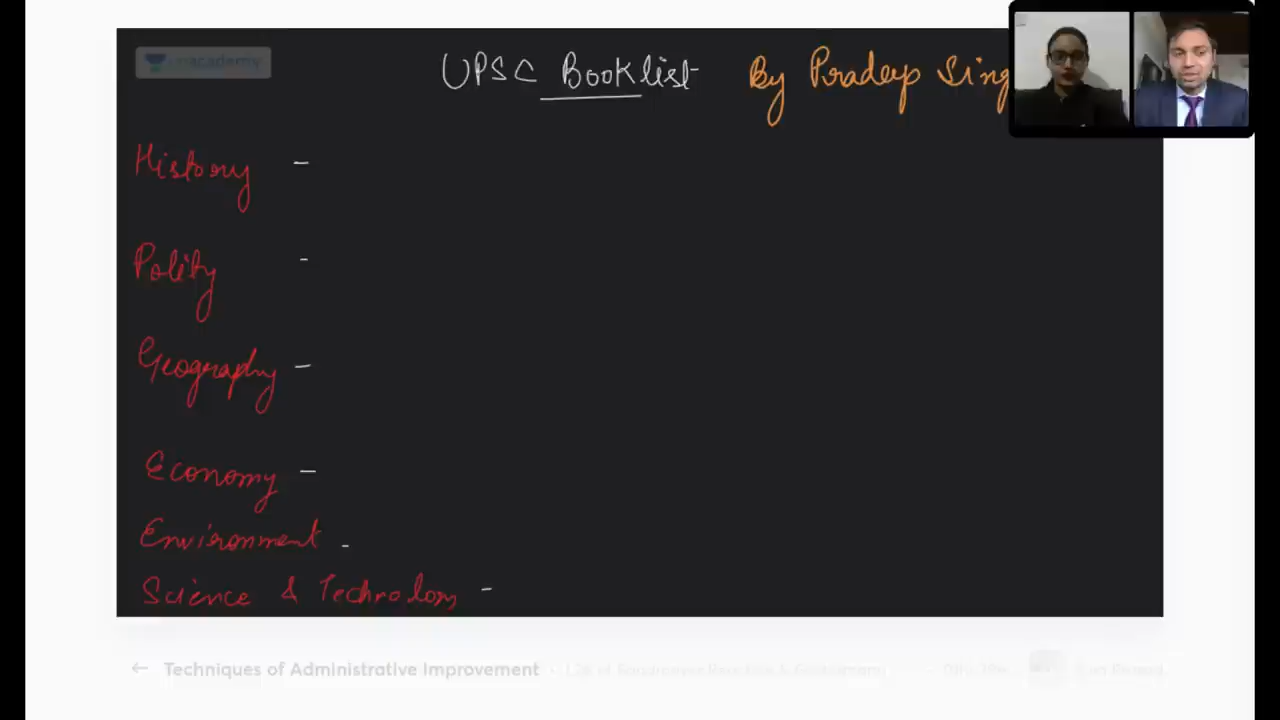 UPSC Booklist By Pradeep Sing
History -
Polity -
Geography -
Economy -
Environment -
Science & Technology -
← Techniques of Administrative Improvement